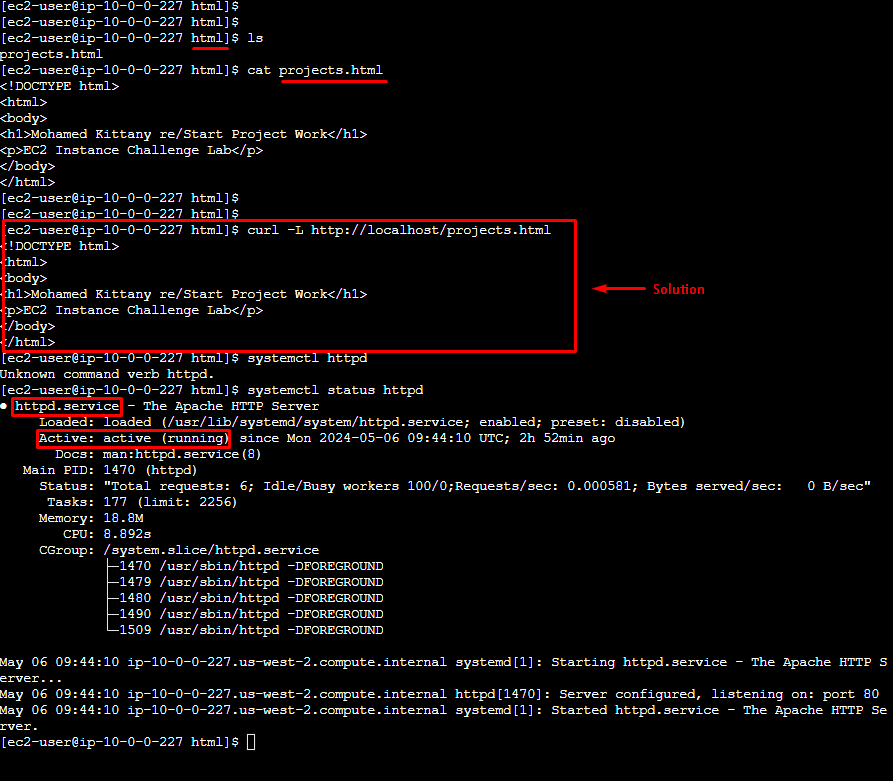 [ec2-user@ip-10-0-0-227 html]$
[ec2-user@ip-10-0-0-227 html]$
[ec2-user@ip-10-0-0-227 html]$ ls
projects.html
[ec2-user@ip-10-0-0-227 html]$ cat projects.html
<!DOCTYPE html>
<html>
<body>
<h1>Mohamed Kittany re/Start Project Work</h1>
<p>EC2 Instance Challenge Lab</p>
</body>
</html>
[ec2-user@ip-10-0-0-227 html]$
[ec2-user@ip-10-0-0-227 html]$
[ec2-user@ip-10-0-0-227 html]$ curl -L http://localhost/projects.html
<!DOCTYPE html>
<html>
<body>
<h1>Mohamed Kittany re/Start Project Work</h1>
Solution
<p>EC2 Instance Challenge Lab</p>
</body>
</html>
[ec2-user@ip-10-0-0-227 html]$ systemctl httpd
Unknown command verb httpd.
[ec2-user@ip-10-0-0-227 html]$ systemctl status httpd
● httpd.service - The Apache HTTP Server
Loaded: loaded (/usr/lib/systemd/system/httpd.service; enabled; preset: disabled)
Active: active (running) since Mon 2024-05-06 09:44:10 UTC; 2h 52min ago
Docs: man:httpd.service(8)
Main PID: 1470 (httpd)
Status: "Total requests: 6; Idle/Busy workers 100/0;Requests/sec: 0.000581; Bytes served/sec:   0 B/sec"
Tasks: 177 (limit: 2256)
Memory: 18.8M
CPU: 8.892s
CGroup: /system.slice/httpd.service
├─1470 /usr/sbin/httpd -DFOREGROUND
├─1479 /usr/sbin/httpd -DFOREGROUND
├─1480 /usr/sbin/httpd -DFOREGROUND
├─1490 /usr/sbin/httpd -DFOREGROUND
└─1509 /usr/sbin/httpd -DFOREGROUND
May 06 09:44:10 ip-10-0-0-227.us-west-2.compute.internal systemd[1]: Starting httpd.service - The Apache HTTP S
erver...
May 06 09:44:10 ip-10-0-0-227.us-west-2.compute.internal httpd[1470]: Server configured, listening on: port 80
May 06 09:44:10 ip-10-0-0-227.us-west-2.compute.internal systemd[1]: Started httpd.service - The Apache HTTP Se
rver.
[ec2-user@ip-10-0-0-227 html]$